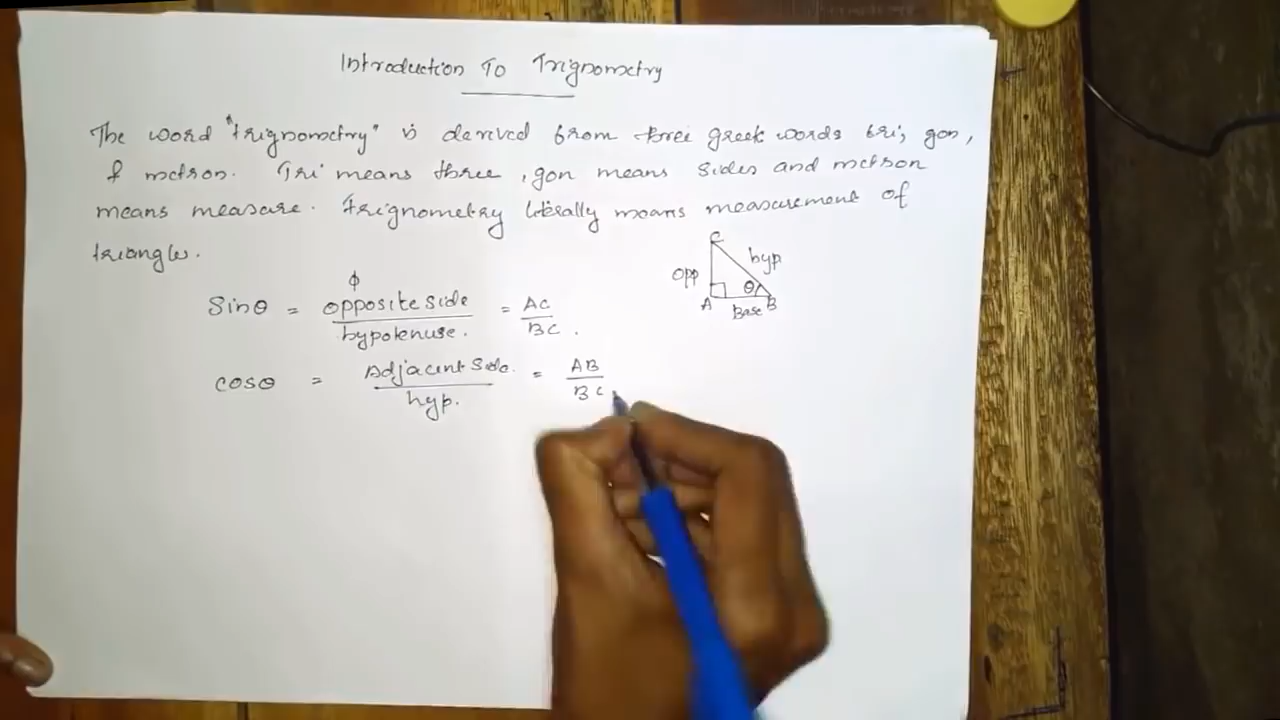 Introduction To Trignometry
The word "trignometry" is derived from three greek words tri, gon,
& metron. Tri means three, gon means sides and metron
means measure. Trignometry literally means measurement of
triangle.
C
opp
hyp
θ
A
Base
B
ϕ
Sinθ = opposite side / hypotenuse. = AC / BC .
cosθ = Adjacent side. / hyp. = AB / BC